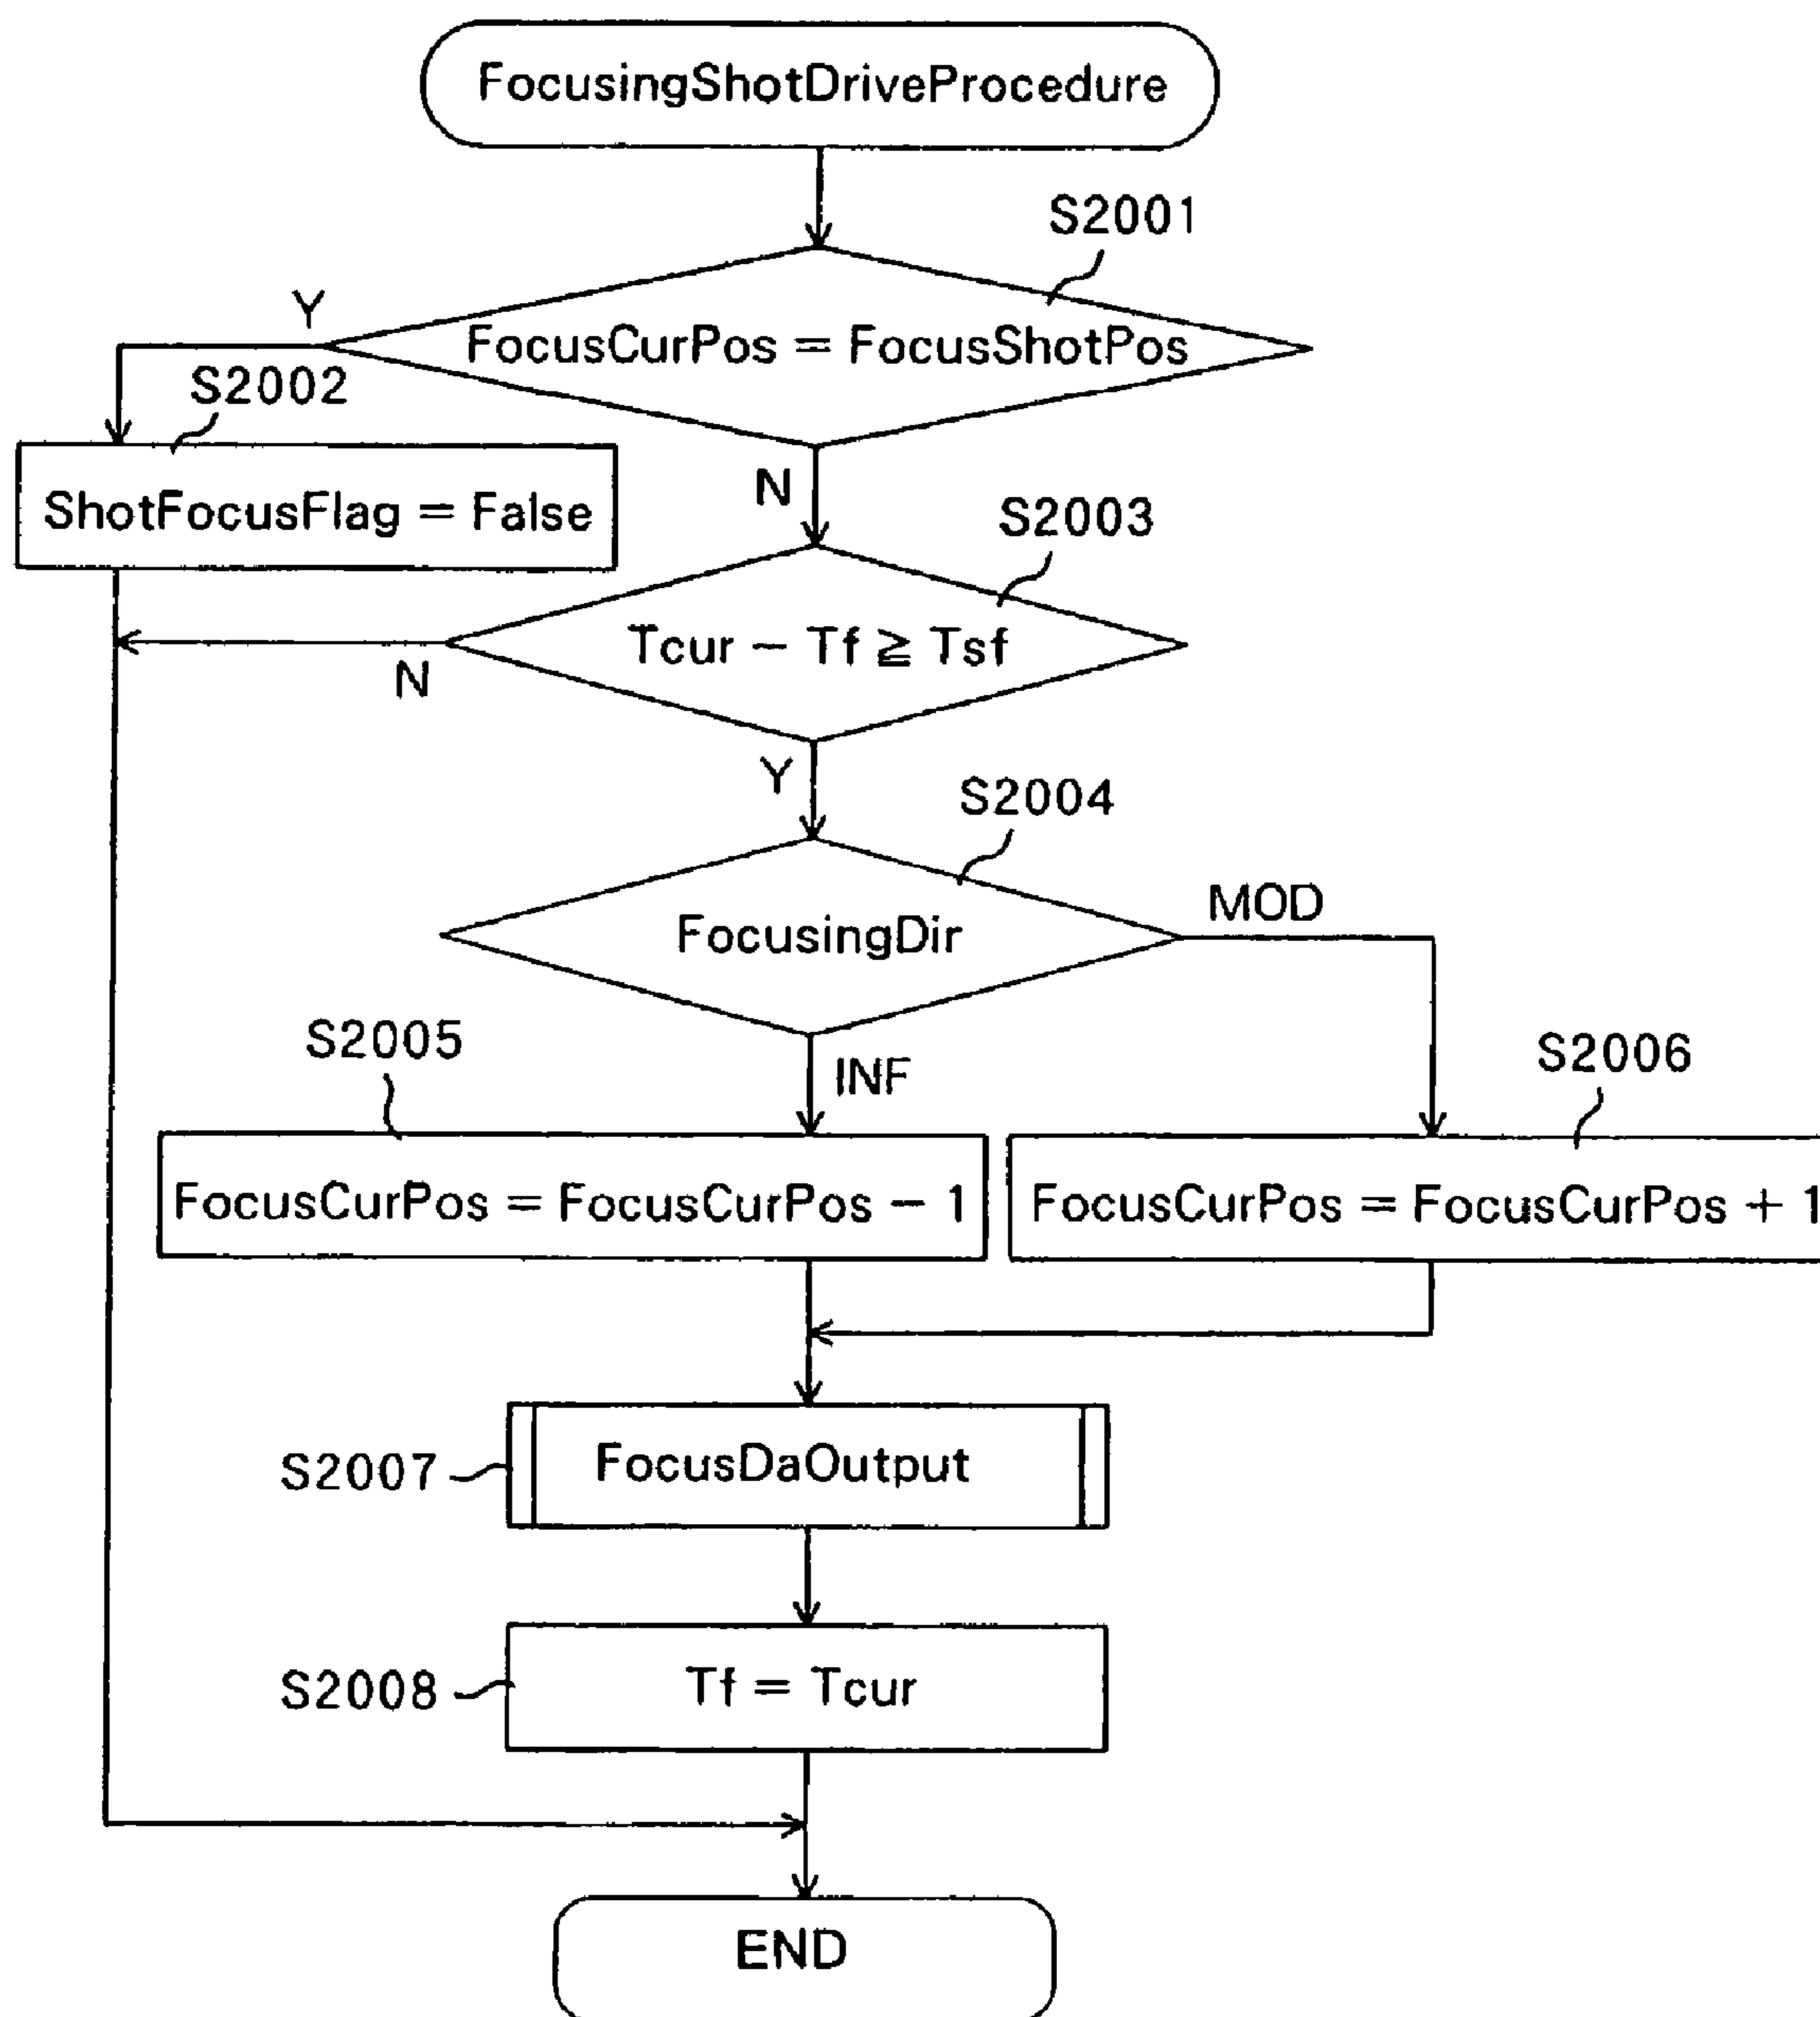 FocusingShotDriveProcedure
S2001
Y
FocusCurPos = FocusShotPos
S2002
N
ShotFocusFlag = False
S2003
Tcur − Tf ≧ Tsf
N
Y
S2004
MOD
FocusingDir
S2005
INF
S2006
FocusCurPos = FocusCurPos − 1
FocusCurPos = FocusCurPos + 1
S2007
FocusDaOutput
S2008
Tf = Tcur
END